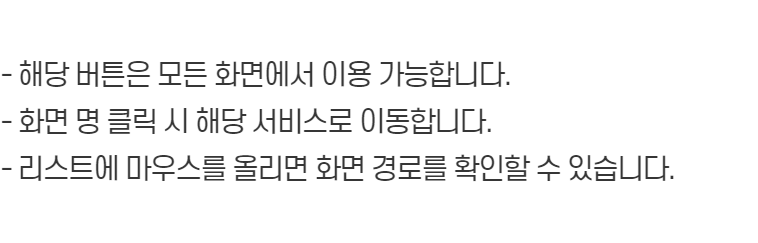 - 해당 버튼은 모든 화면에서 이용 가능합니다.
- 화면 명 클릭 시 해당 서비스로 이동합니다.
- 리스트에 마우스를 올리면 화면 경로를 확인할 수 있습니다.